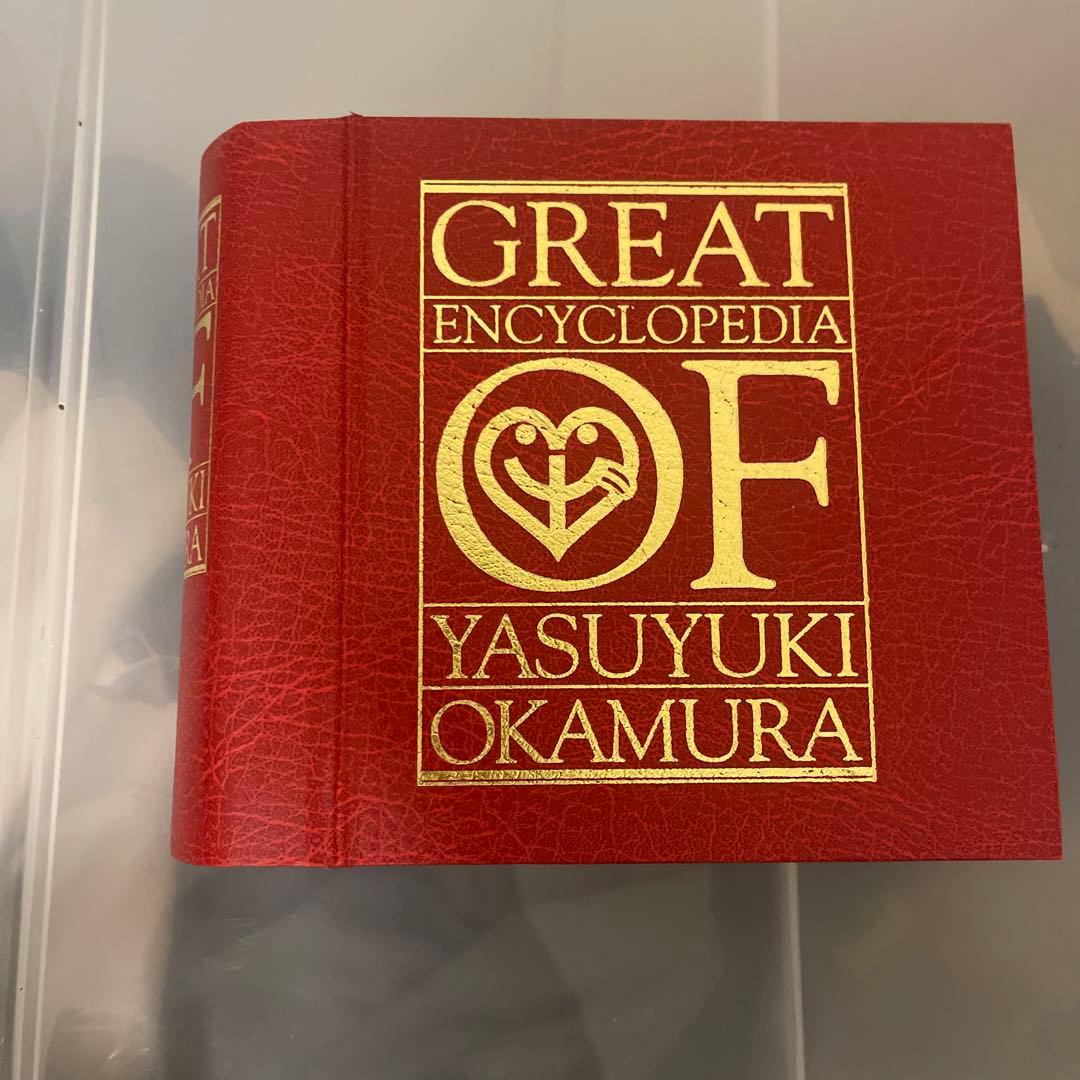 GREAT
ENCYCLOPEDIA
OF
YASUYUKI
OKAMURA